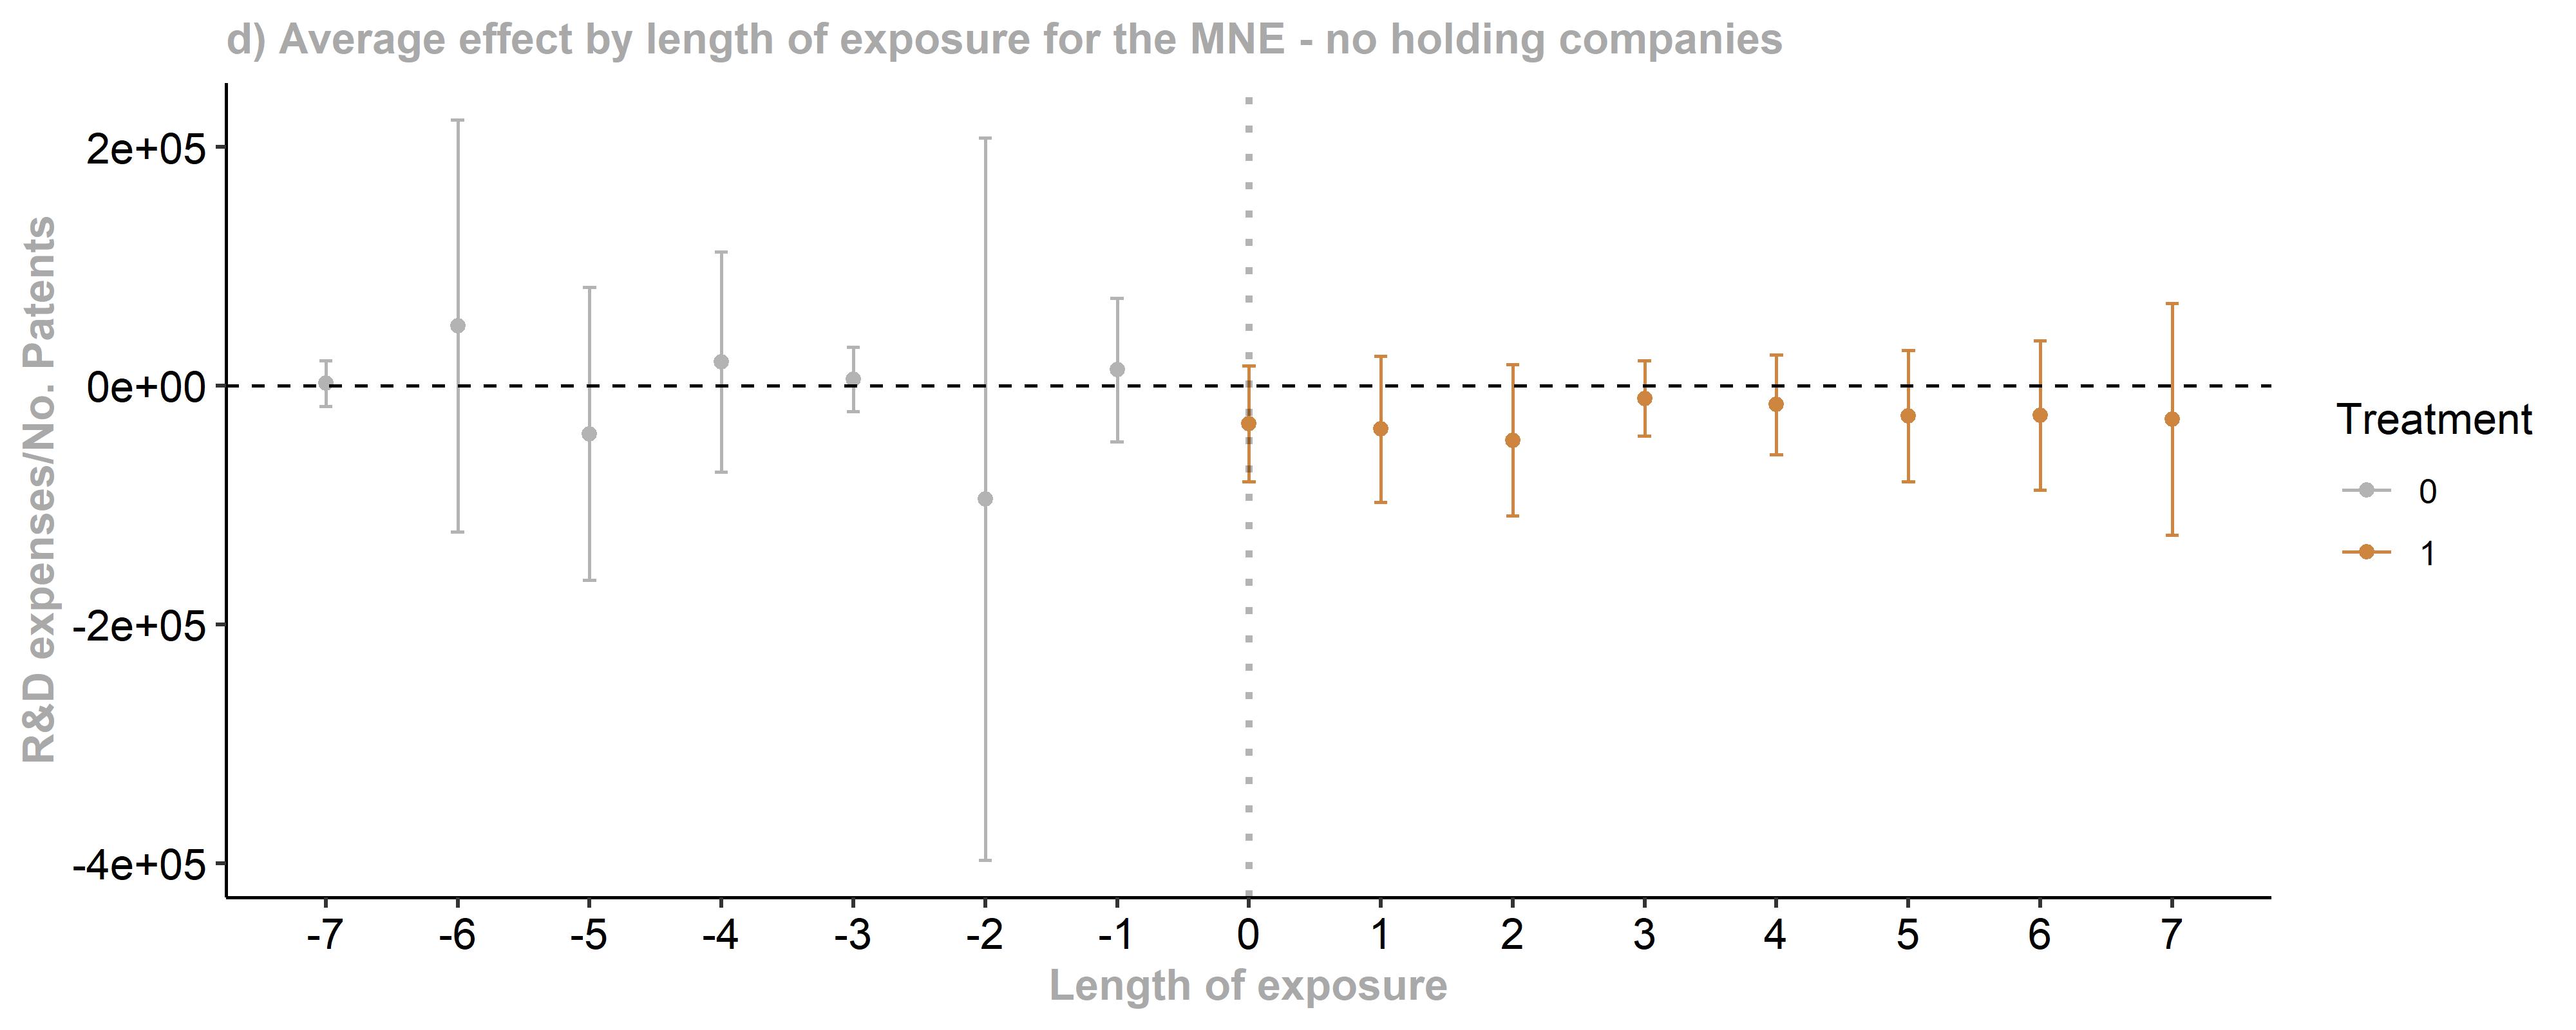 d) Average effect by length of exposure for the MNE - no holding companies
R&D expenses/No. Patents
2e+05
0e+00
-2e+05
-4e+05
-7 -6 -5 -4 -3 -2 -1 0 1 2 3 4 5 6 7
Length of exposure
Treatment
0
1